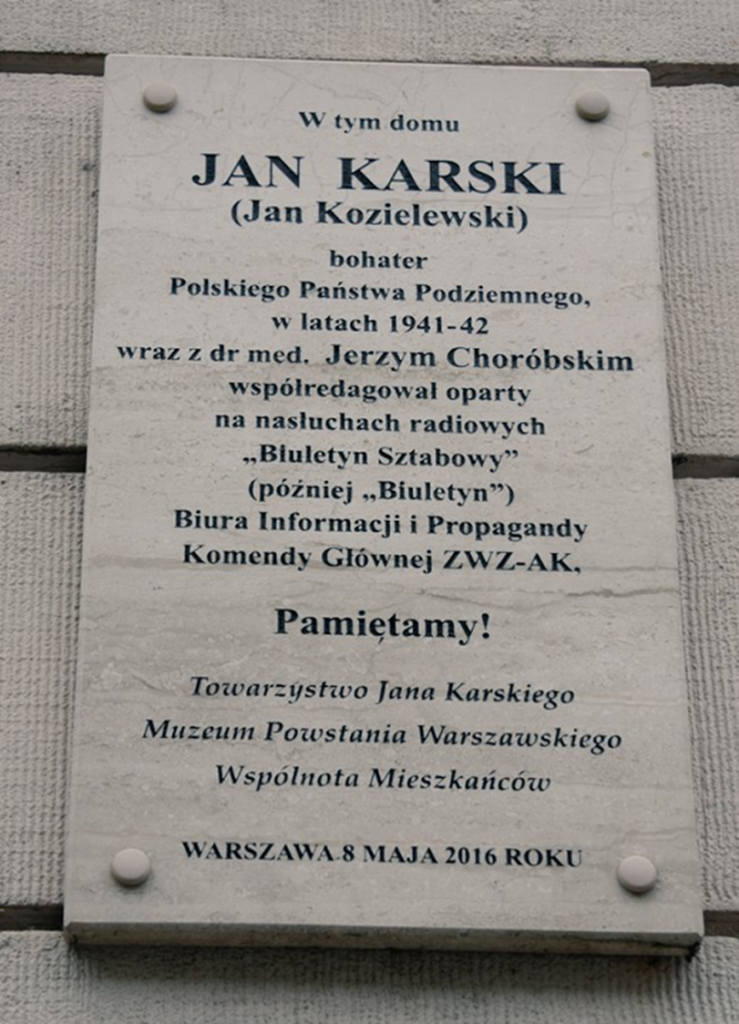 W tym domu
JAN KARSKI
(Jan Kozielewski)
bohater
Polskiego Państwa Podziemnego,
w latach 1941-42
wraz z dr med. Jerzym Choróbskim
współredagował oparty
na nasłuchach radiowych
„Biuletyn Sztabowy”
(później „Biuletyn”)
Biura Informacji i Propagandy
Komendy Głównej ZWZ-AK.
Pamiętamy!
Towarzystwo Jana Karskiego
Muzeum Powstania Warszawskiego
Wspólnota Mieszkańców
WARSZAWA 8 MAJA 2016 ROKU